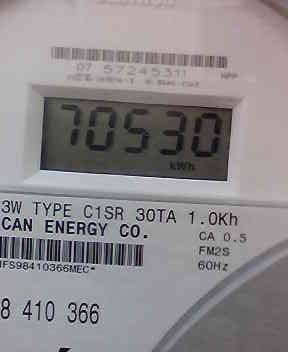 07 57245311
70530
kWh
3W TYPE C1SR 30TA 1.0Kh
CAN ENERGY CO.
CA 0.5
FM2S
60Hz
IFS98410366MEC*
8 410 366